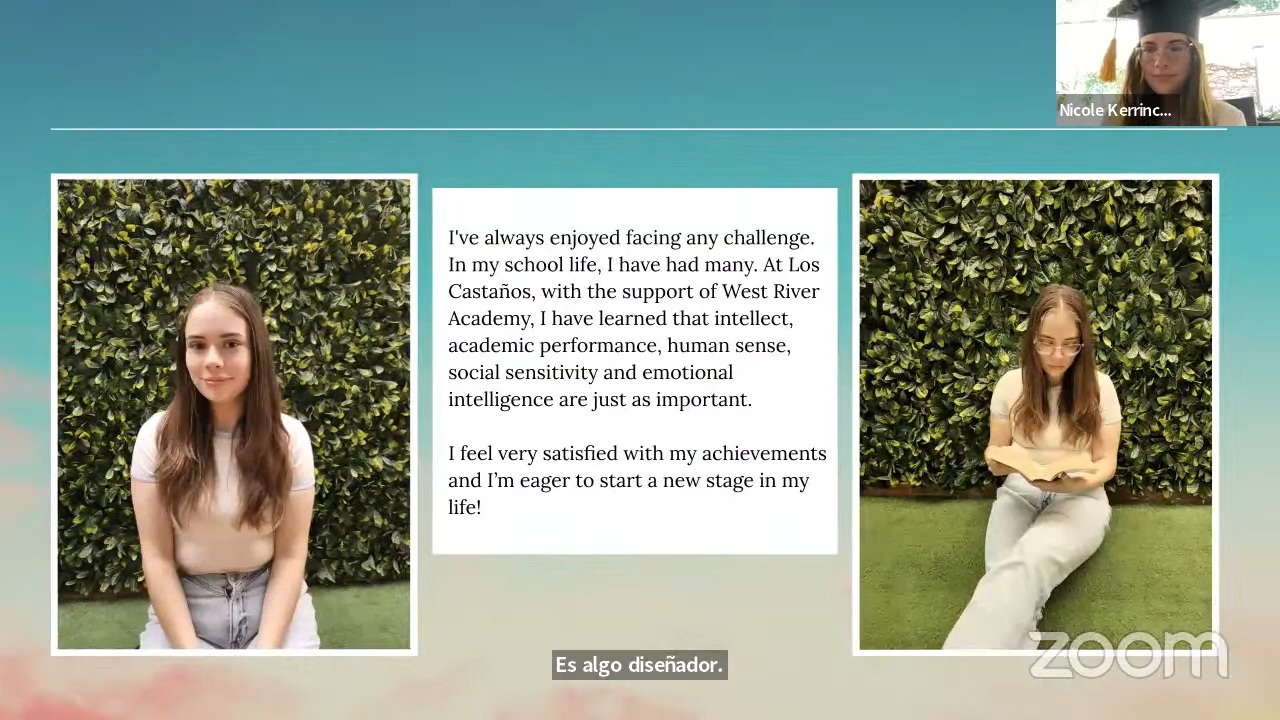 Nicole Kerrinc...
I've always enjoyed facing any challenge.
In my school life, I have had many. At Los
Castaños, with the support of West River
Academy, I have learned that intellect,
academic performance, human sense,
social sensitivity and emotional
intelligence are just as important.
I feel very satisfied with my achievements
and I’m eager to start a new stage in my
life!
Es algo diseñador.
zoom